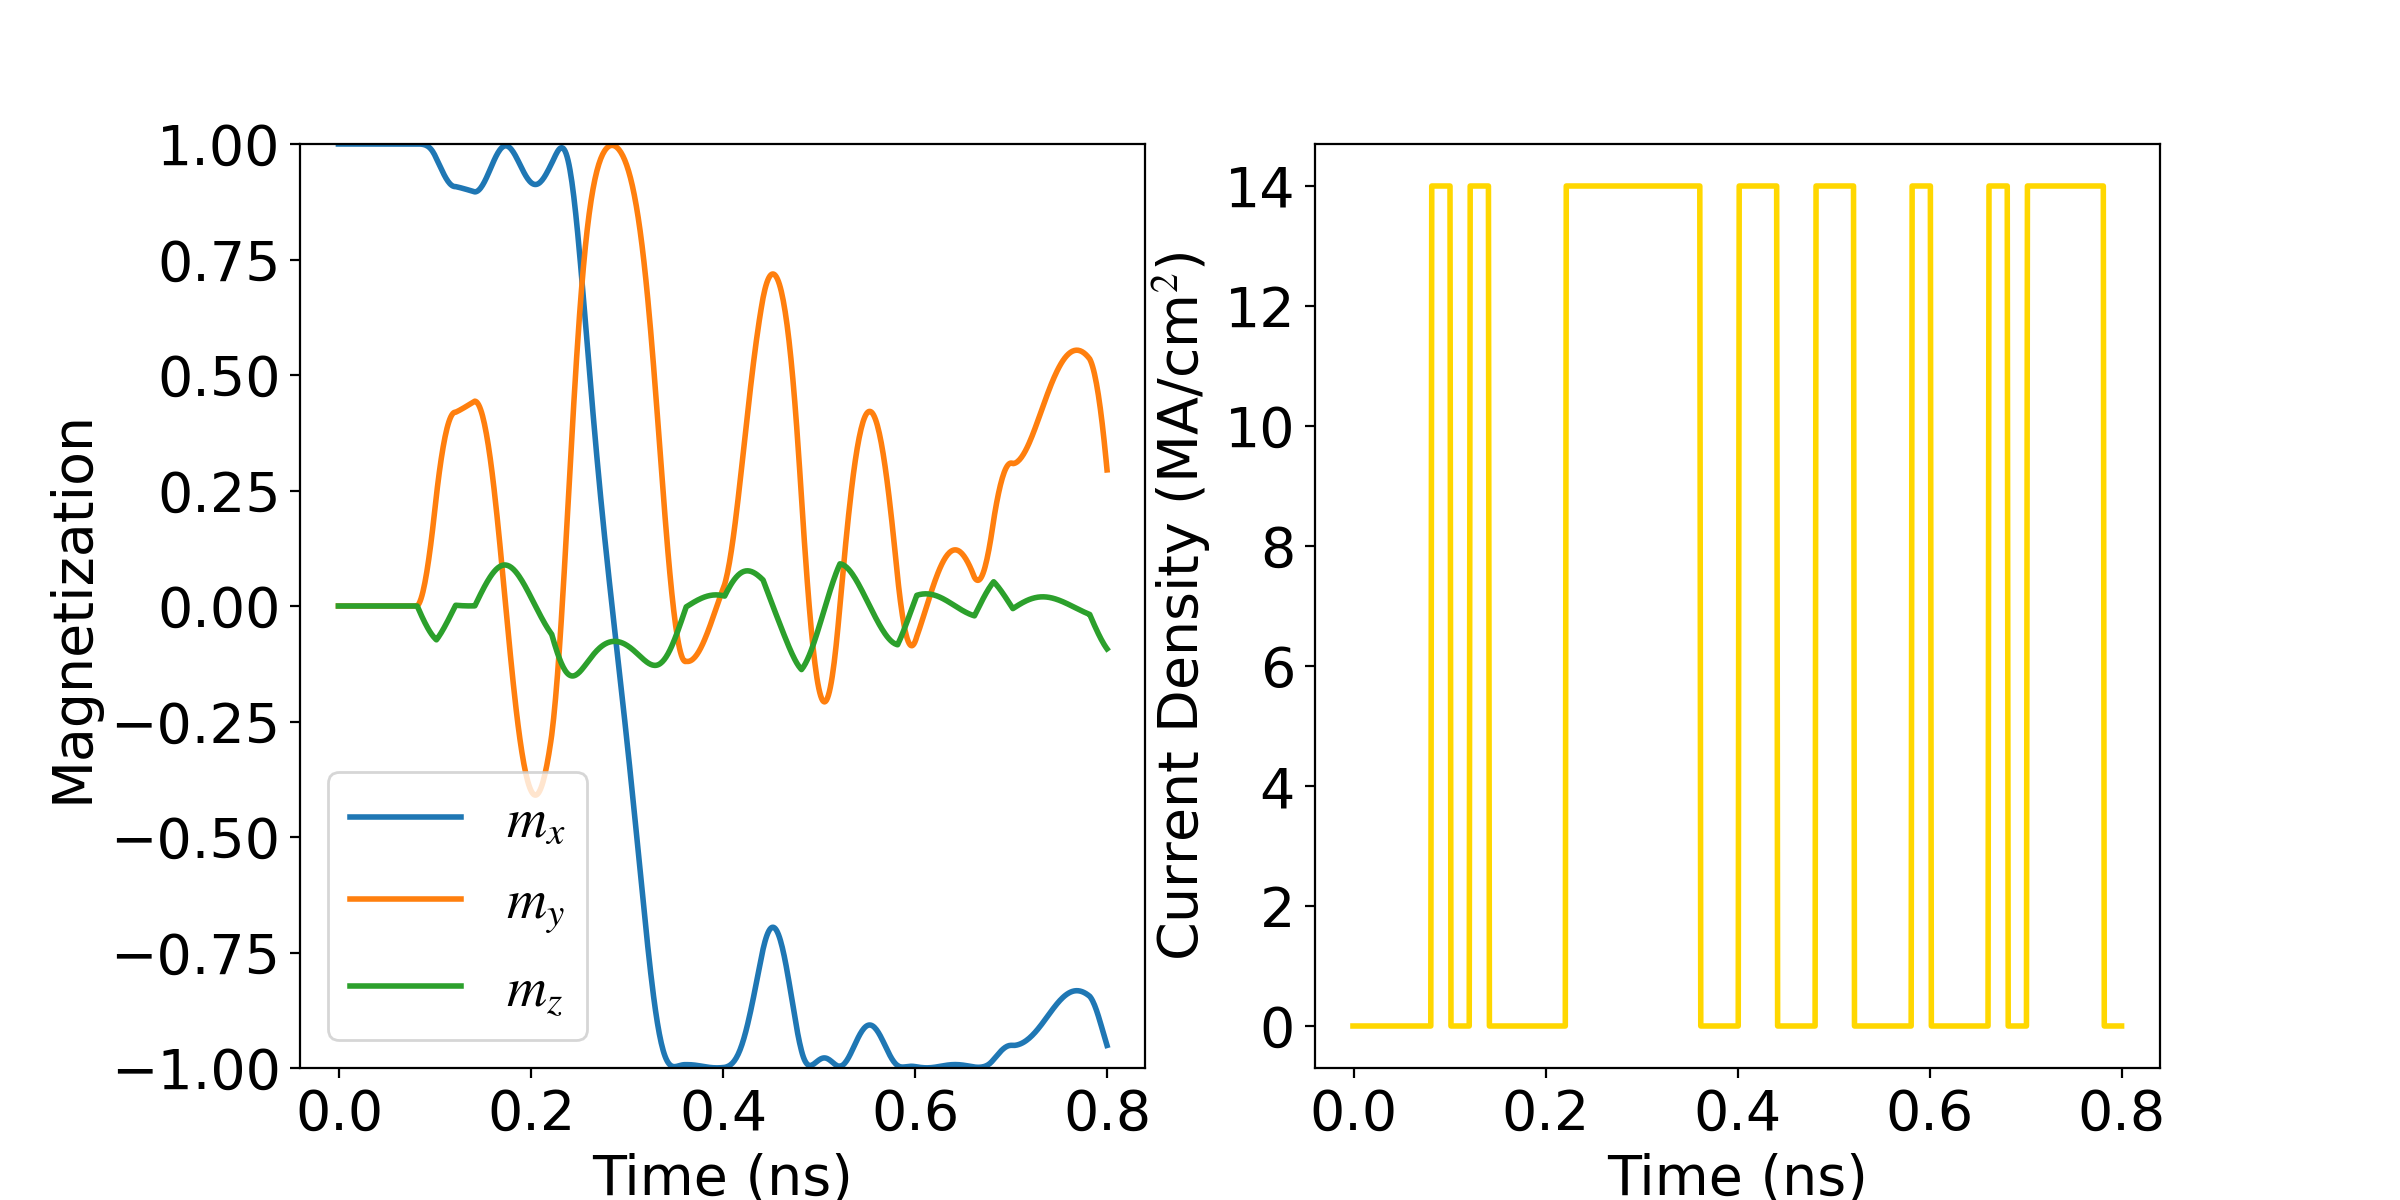 1.00
0.75
0.50
0.25
0.00
−0.25
−0.50
−0.75
−1.00
Magnetization
m_x
m_y
m_z
0.0 0.2 0.4 0.6 0.8
Time (ns)
14
12
10
8
6
4
2
0
Current Density (MA/cm²)
0.0 0.2 0.4 0.6 0.8
Time (ns)